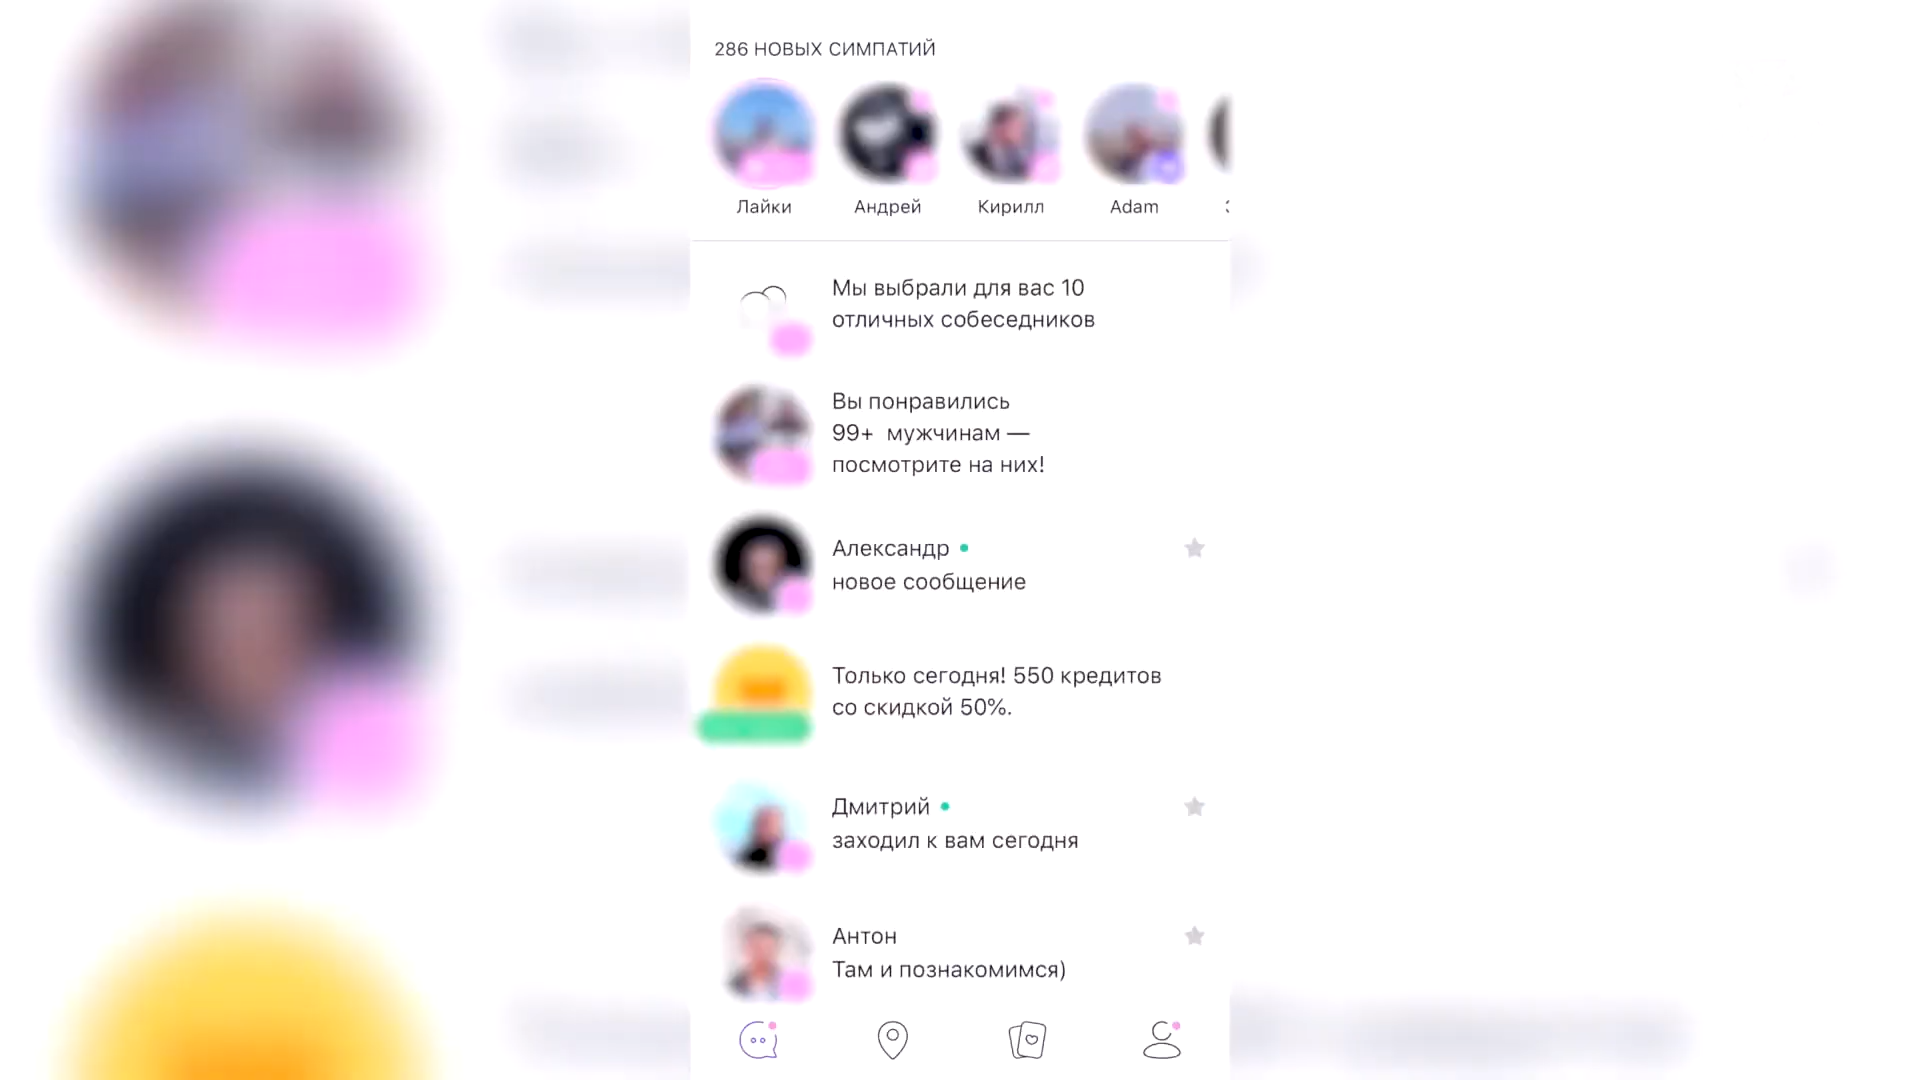 286 НОВЫХ СИМПАТИЙ
Лайки
Андрей
Кирилл
Adam
Мы выбрали для вас 10
отличных собеседников
Вы понравились
99+ мужчинам —
посмотрите на них!
Александр
новое сообщение
Только сегодня! 550 кредитов
со скидкой 50%.
Дмитрий
заходил к вам сегодня
Антон
Там и познакомимся)